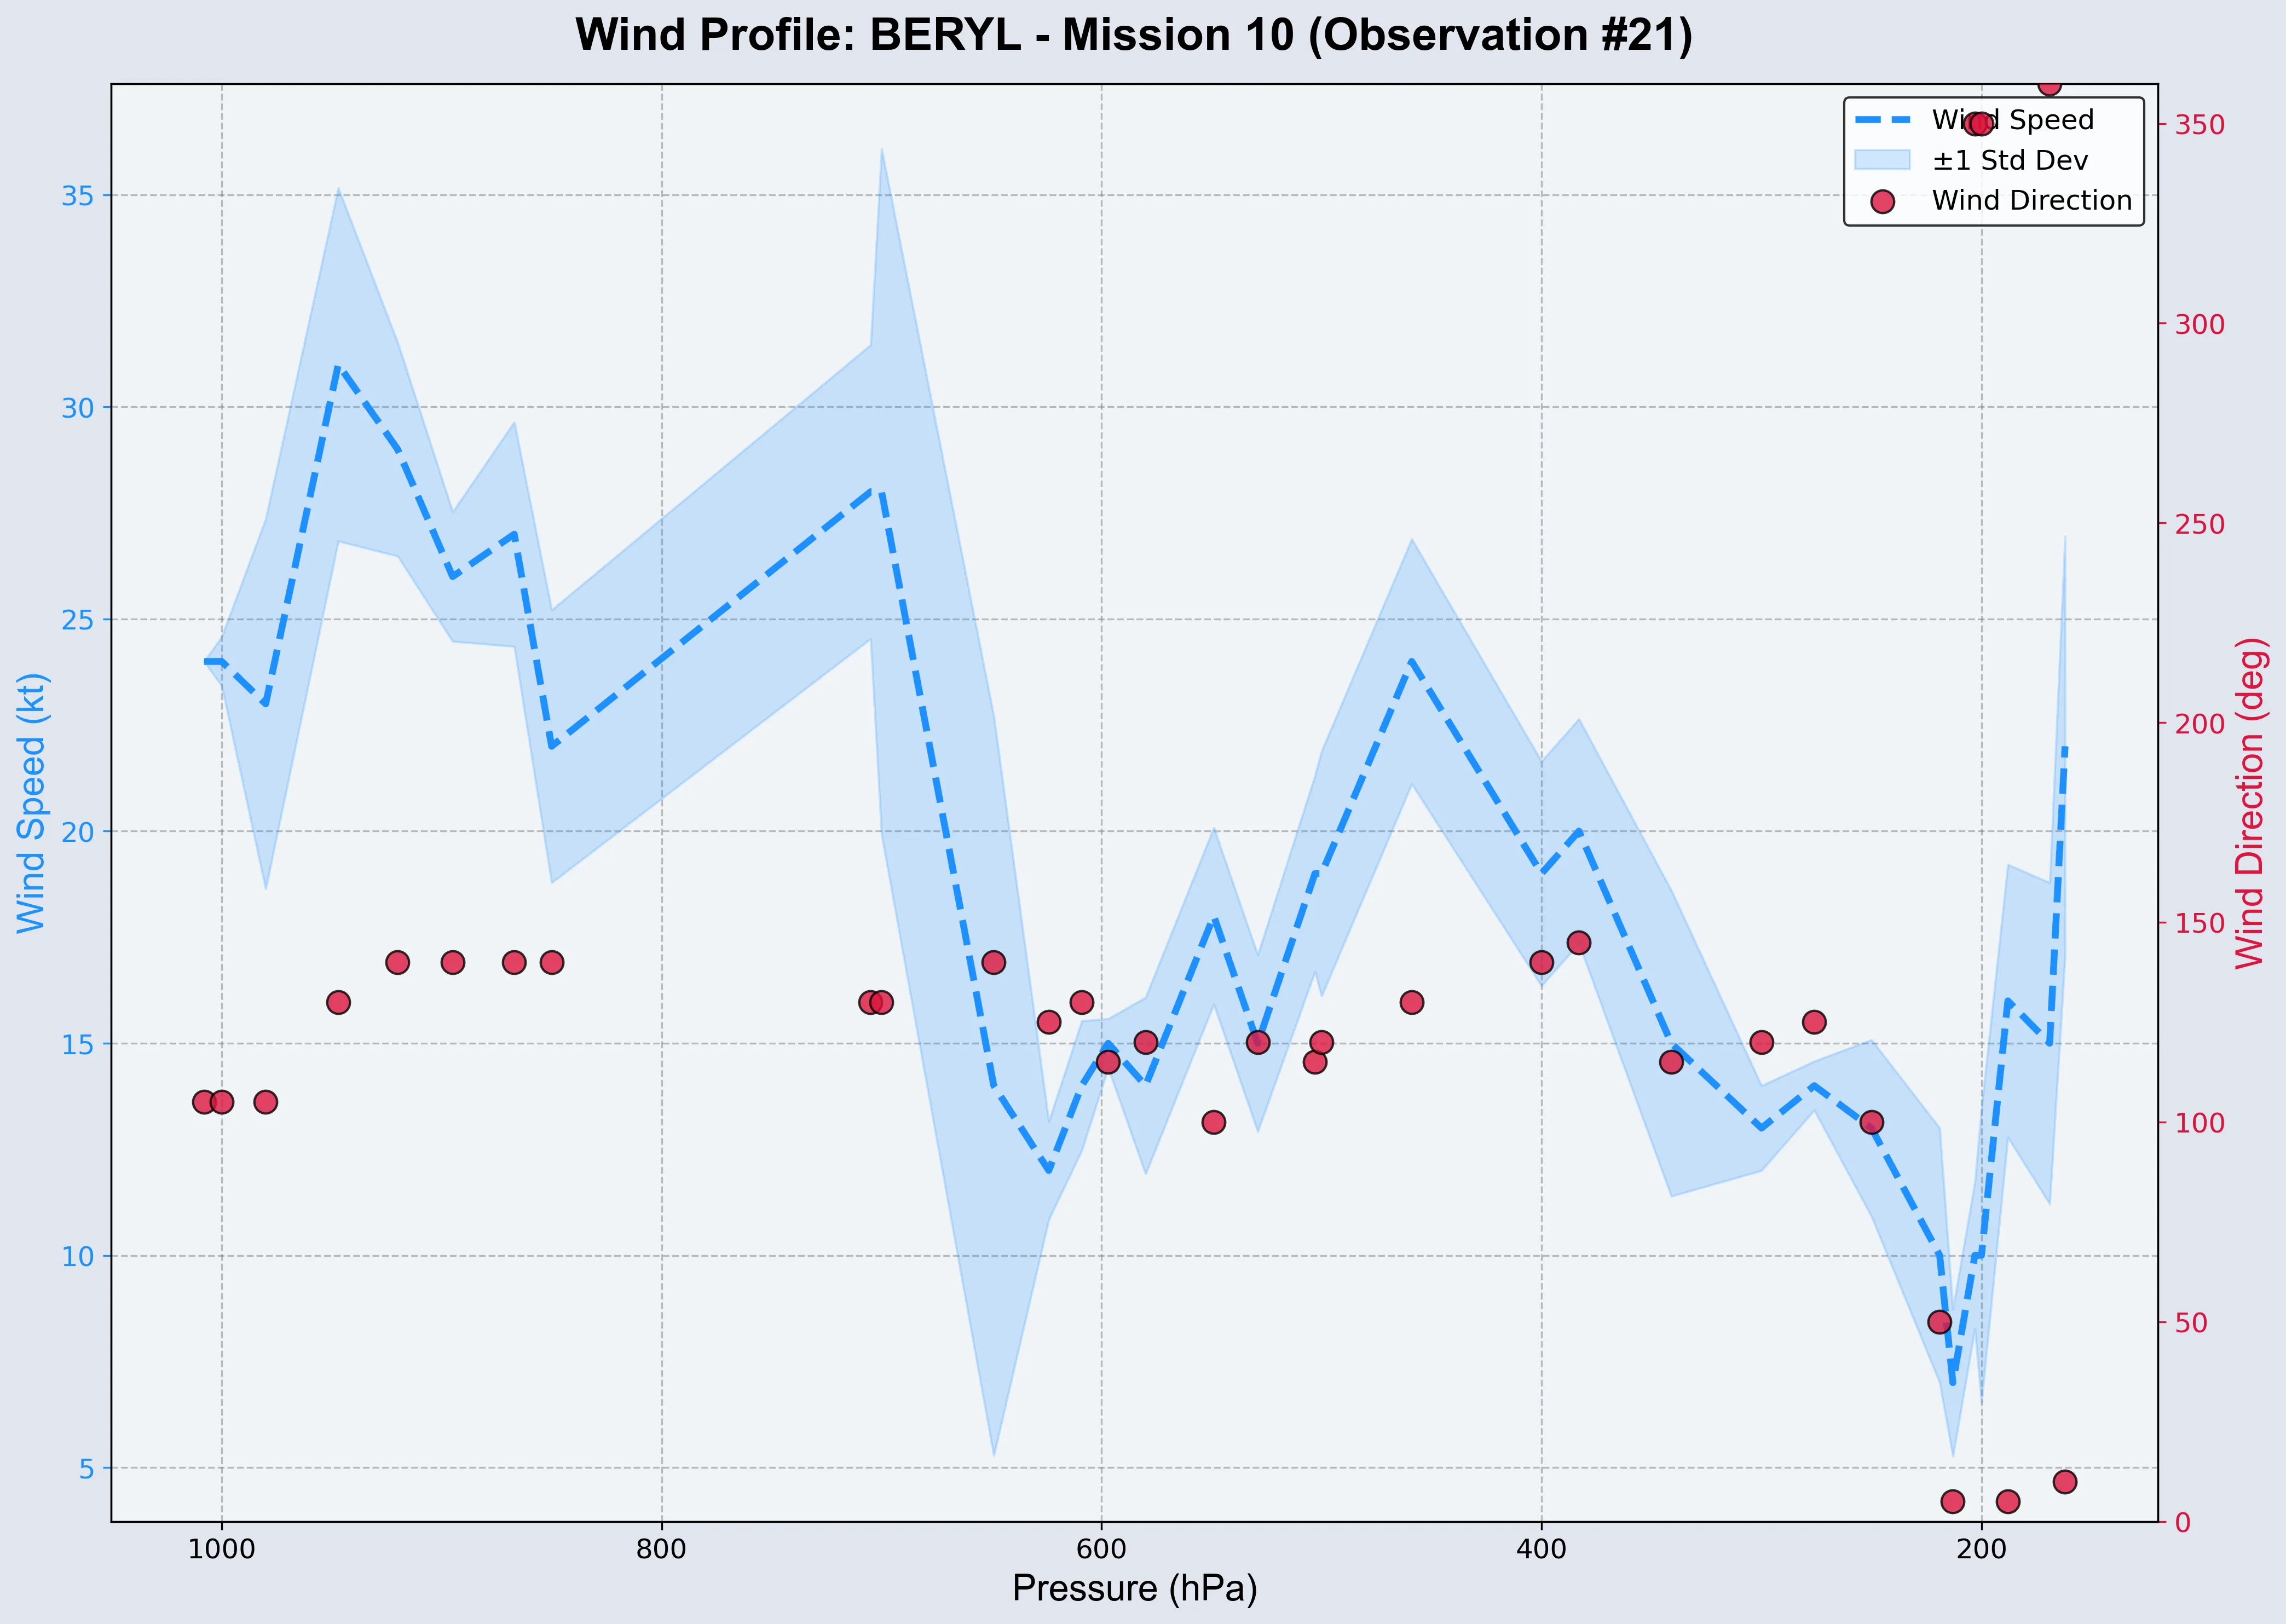 Wind Profile: BERYL - Mission 10 (Observation #21)
Wind Speed
±1 Std Dev
Wind Direction
Wind Speed (kt)
35
30
25
20
15
10
5
350
300
250
200
150
100
50
0
Wind Direction (deg)
1000
800
600
400
200
Pressure (hPa)